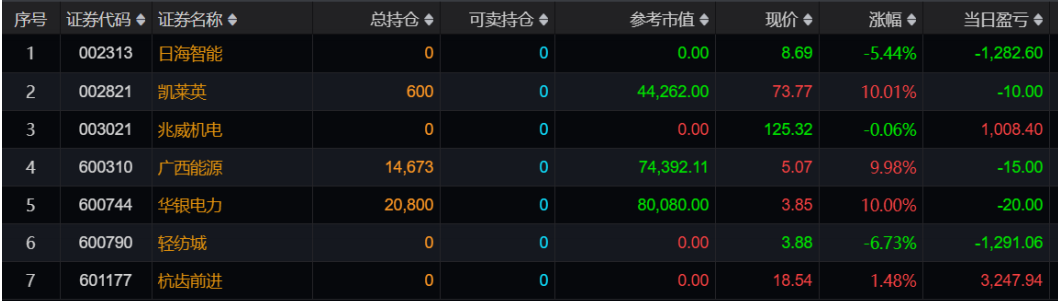 序号 证券代码 证券名称 总持仓 可卖持仓 参考市值 现价 涨幅 当日盈亏
1 002313 日海智能 0 0 0.00 8.69 -5.44% -1,282.60
2 002821 凯莱英 600 0 44,262.00 73.77 10.01% -10.00
3 003021 兆威机电 0 0 0.00 125.32 -0.06% 1,008.40
4 600310 广西能源 14,673 0 74,392.11 5.07 9.98% -15.00
5 600744 华银电力 20,800 0 80,080.00 3.85 10.00% -20.00
6 600790 轻纺城 0 0 0.00 3.88 -6.73% -1,291.06
7 601177 杭齿前进 0 0 0.00 18.54 1.48% 3,247.94